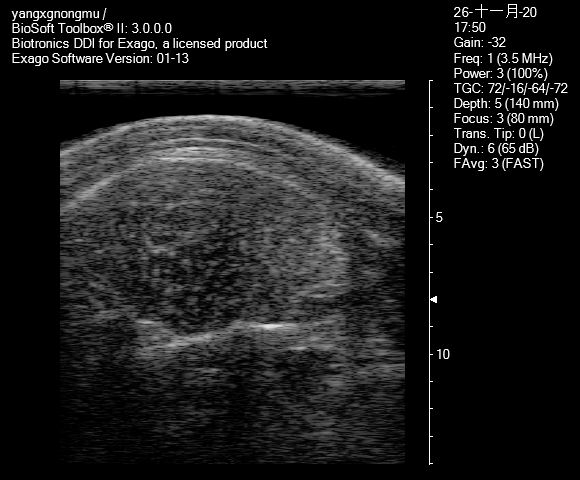 yangxgnongmu /
BioSoft Toolbox® II: 3.0.0.0
Biotronics DDI for Exago, a licensed product
Exago Software Version: 01-13
26-十一月-20
17:50
Gain: -32
Freq: 1 (3.5 MHz)
Power: 3 (100%)
TGC: 72/-16/-64/-72
Depth: 5 (140 mm)
Focus: 3 (80 mm)
Trans. Tip: 0 (L)
Dyn.: 6 (65 dB)
FAvg: 3 (FAST)
5
10